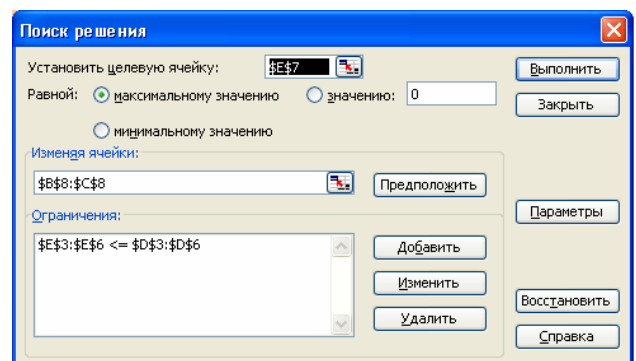 Поиск решения
Установить целевую ячейку: $E$7 Выполнить
Равной: максимальному значению значению: 0 Закрыть
минимальному значению
Изменяя ячейки:
$B$8:$C$8 Предположить
Ограничения: Параметры
$E$3:$E$6 <= $D$3:$D$6 Добавить
Изменить
Восстановить
Удалить
Справка